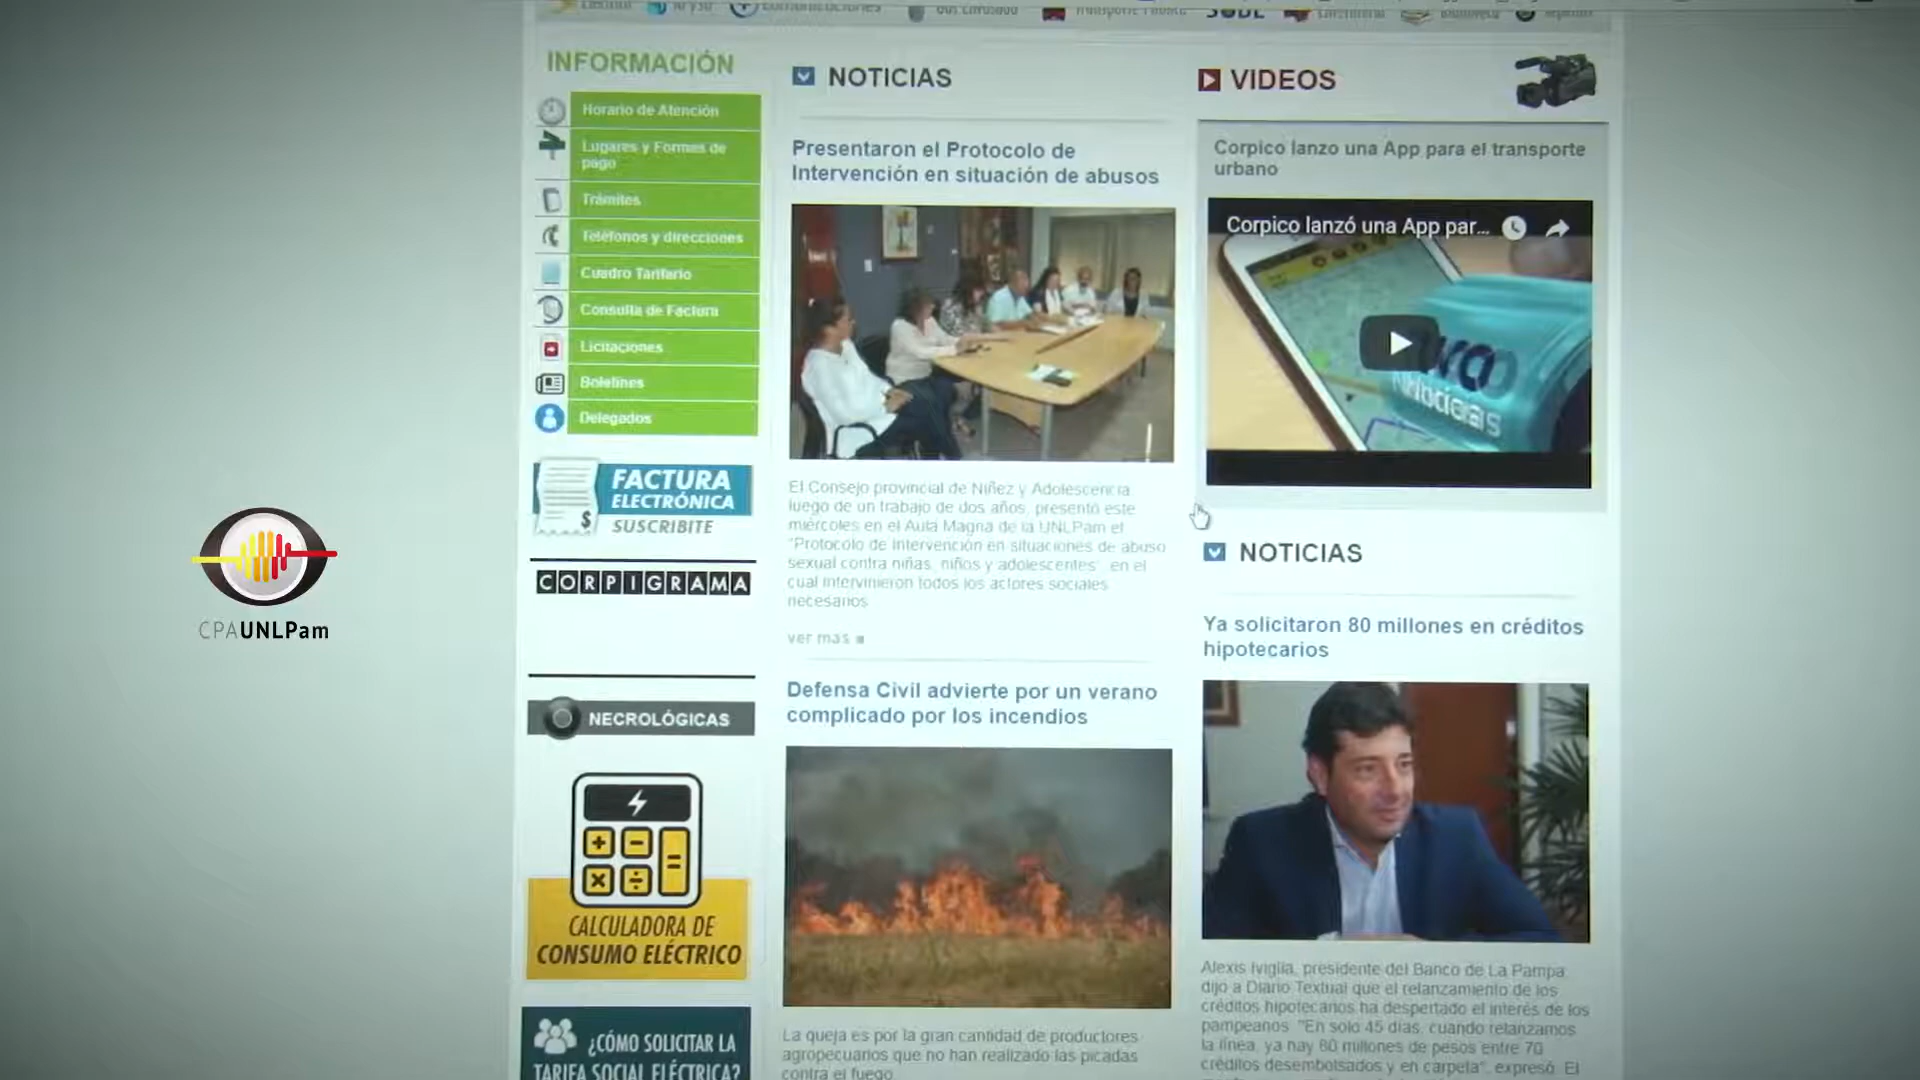 INFORMACIÓN
Horario de Atención
Lugares y Formas de
pago
Trámites
Teléfonos y direcciones
Cuadro Tarifario
Consulta de Factura
Licitaciones
Boletines
Delegados
FACTURA
ELECTRÓNICA
SUSCRIBITE
CORPIGRAMA
NECROLÓGICAS
CALCULADORA DE
CONSUMO ELÉCTRICO
¿CÓMO SOLICITAR LA
TARIFA SOCIAL ELÉCTRICA?
NOTICIAS
Presentaron el Protocolo de
Intervención en situación de abusos
El Consejo provincial de Niñez y Adolescencia
luego de un trabajo de dos años, presentó este
miércoles en el Aula Magna de la UNLPam el
"Protocolo de Intervención en situaciones de abuso
sexual contra niñas, niños y adolescentes", en el
cual intervinieron todos los actores sociales
necesarios
ver mas
Defensa Civil advierte por un verano
complicado por los incendios
La queja es por la gran cantidad de productores
agropecuarios que no han realizado las picadas
contra el fuego
VIDEOS
Corpico lanzo una App para el transporte
urbano
Corpico lanzó una App par...
Noticias
NOTICIAS
Ya solicitaron 80 millones en créditos
hipotecarios
Alexis Iviglia, presidente del Banco de La Pampa
dijo a Diario Textual que el relanzamiento de los
créditos hipotecarios ha despertado el interés de los
pampeanos. "En solo 45 días, cuando relanzamos
la línea, ya hay 80 millones de pesos entre 70
créditos desembolsados y en carpeta", expresó. El
CPAUNLPam